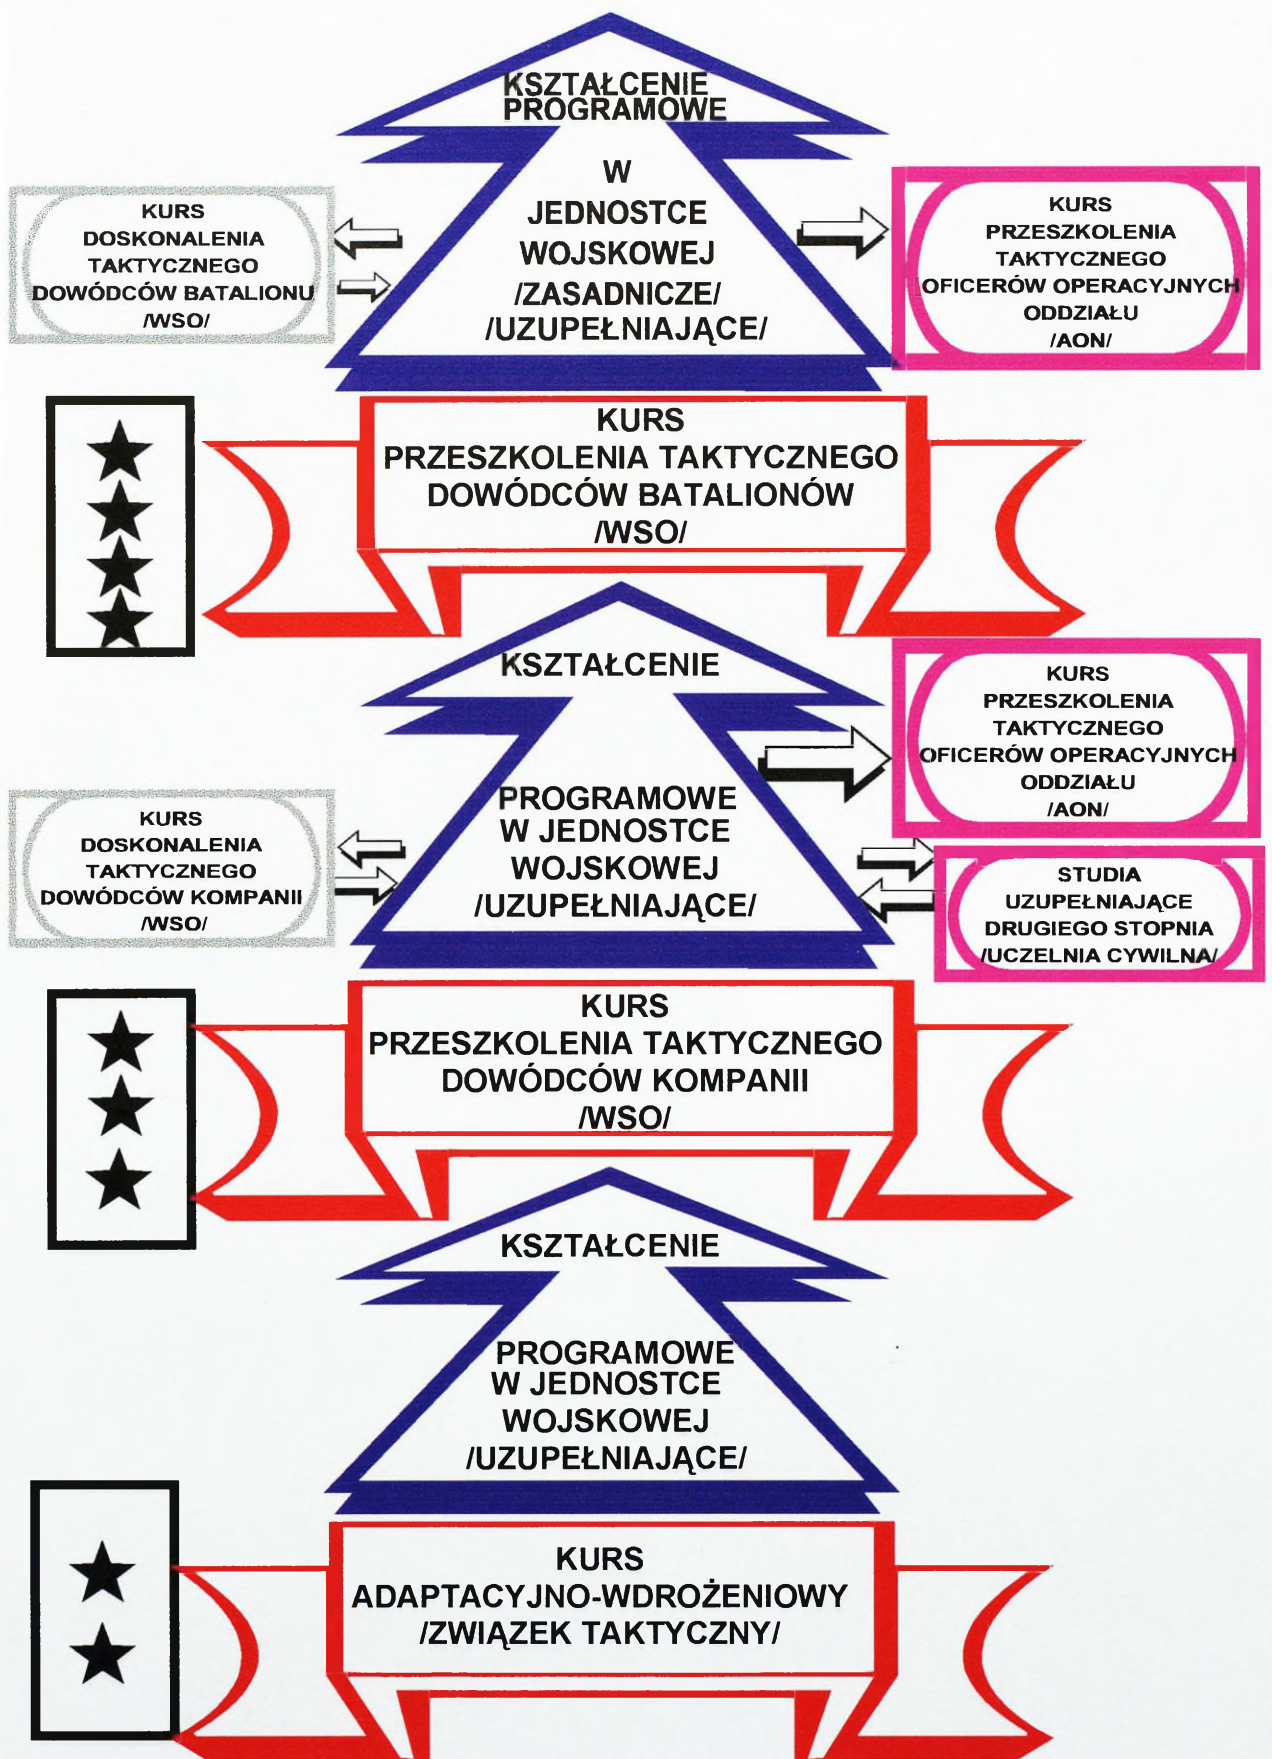 KSZTAŁCENIE
PROGRAMOWE
W
JEDNOSTCE
WOJSKOWEJ
/ZASADNICZE/
/UZUPEŁNIAJĄCE/
KURS
DOSKONALENIA
TAKTYCZNEGO
DOWÓDCÓW BATALIONU
/WSO/
KURS
PRZESZKOLENIA
TAKTYCZNEGO
OFICERÓW OPERACYJNYCH
ODDZIAŁU
/AON/
KURS
PRZESZKOLENIA TAKTYCZNEGO
DOWÓDCÓW BATALIONÓW
/WSO/
KSZTAŁCENIE
PROGRAMOWE
W JEDNOSTCE
WOJSKOWEJ
/UZUPEŁNIAJĄCE/
KURS
DOSKONALENIA
TAKTYCZNEGO
DOWÓDCÓW KOMPANII
/WSO/
KURS
PRZESZKOLENIA
TAKTYCZNEGO
OFICERÓW OPERACYJNYCH
ODDZIAŁU
/AON/
STUDIA
UZUPEŁNIAJĄCE
DRUGIEGO STOPNIA
/UCZELNIA CYWILNA/
KURS
PRZESZKOLENIA TAKTYCZNEGO
DOWÓDCÓW KOMPANII
/WSO/
KSZTAŁCENIE
PROGRAMOWE
W JEDNOSTCE
WOJSKOWEJ
/UZUPEŁNIAJĄCE/
KURS
ADAPTACYJNO-WDROŻENIOWY
/ZWIĄZEK TAKTYCZNY/